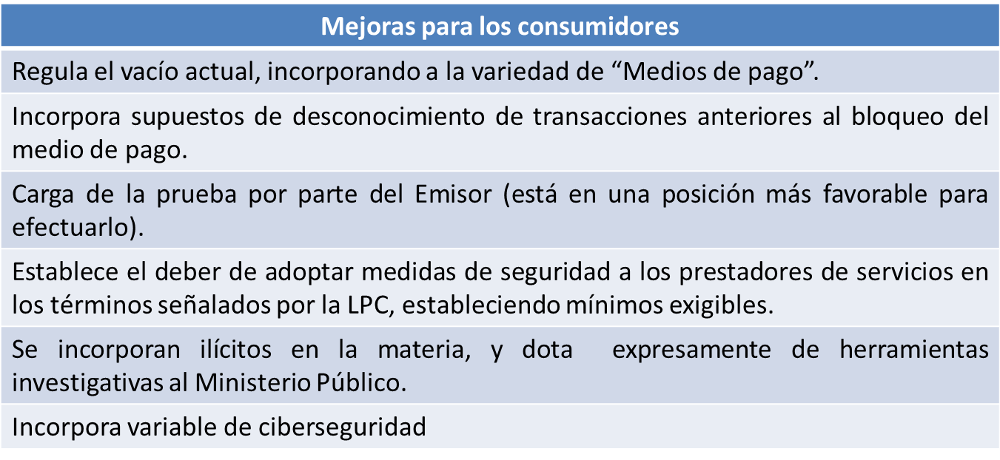 Mejoras para los consumidores
Regula el vacío actual, incorporando a la variedad de “Medios de pago”.
Incorpora supuestos de desconocimiento de transacciones anteriores al bloqueo del
medio de pago.
Carga de la prueba por parte del Emisor (está en una posición más favorable para
efectuarlo).
Establece el deber de adoptar medidas de seguridad a los prestadores de servicios en
los términos señalados por la LPC, estableciendo mínimos exigibles.
Se incorporan ilícitos en la materia, y dota  expresamente de herramientas
investigativas al Ministerio Público.
Incorpora variable de ciberseguridad